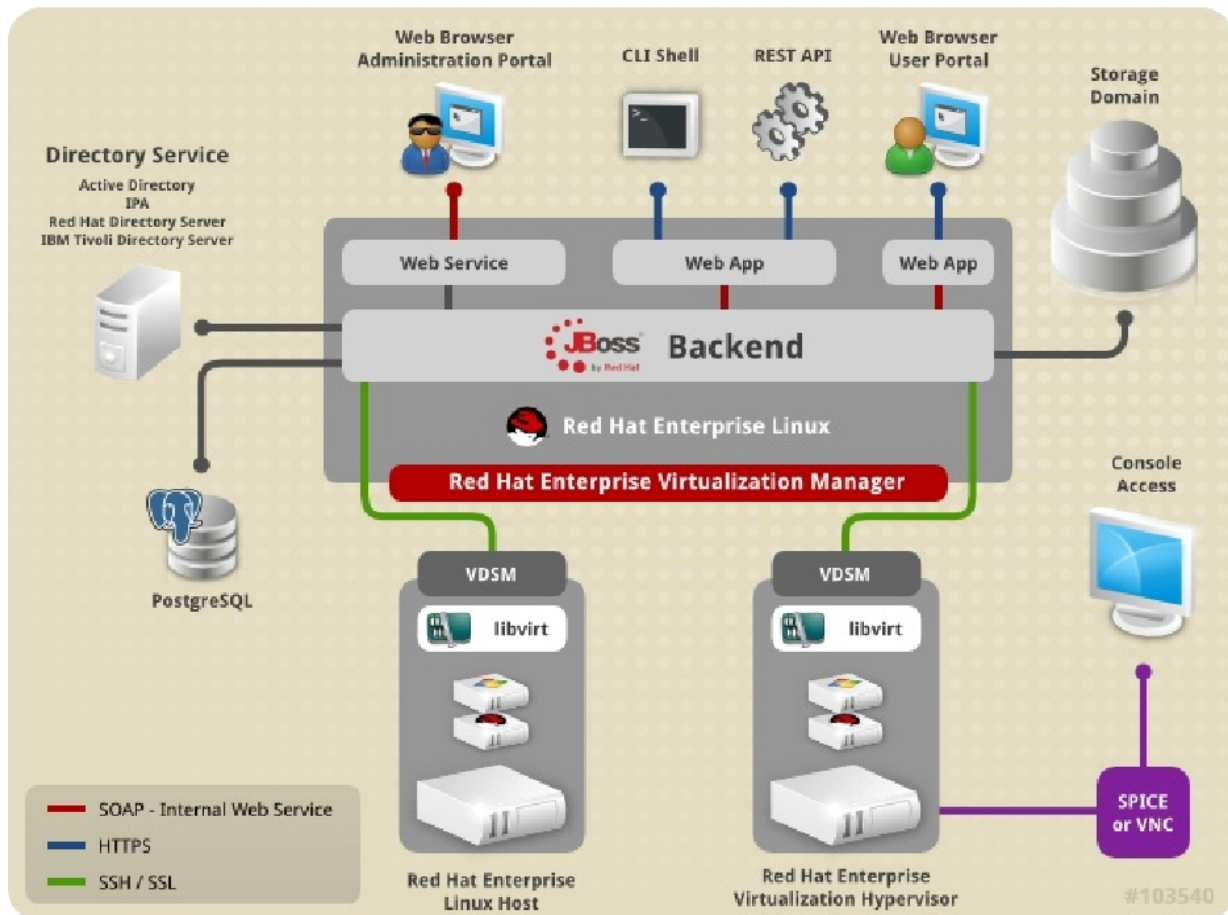 Web Browser
Administration Portal
CLI Shell
REST API
Web Browser
User Portal
Storage
Domain
Directory Service
Active Directory
IPA
Red Hat Directory Server
IBM Tivoli Directory Server
Web Service
Web App
Web App
JBoss
by Red Hat
Backend
Red Hat Enterprise Linux
Red Hat Enterprise Virtualization Manager
Console
Access
PostgreSQL
VDSM
libvirt
VDSM
libvirt
SPICE
or VNC
SOAP - Internal Web Service
HTTPS
SSH / SSL
Red Hat Enterprise
Linux Host
Red Hat Enterprise
Virtualization Hypervisor
#103540